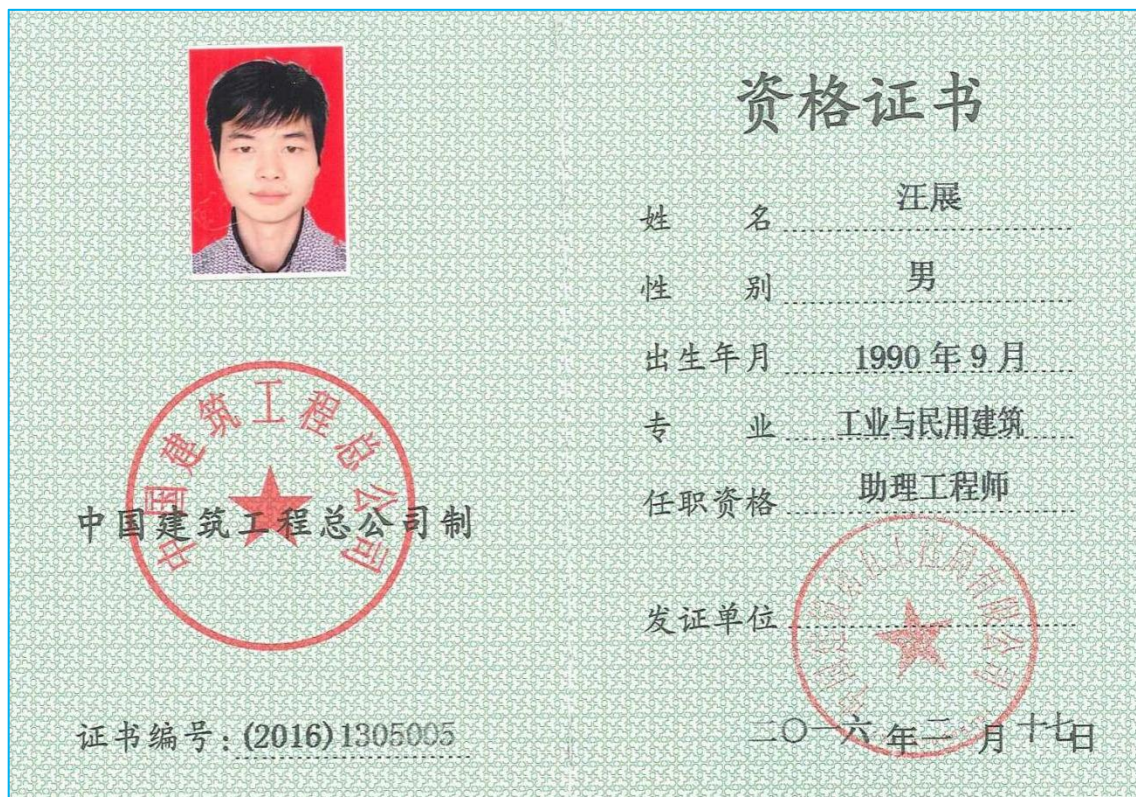 中国建筑工程总公司
中国建筑工程总公司制
证书编号:(2016)1305005
资格证书
姓 名 汪展
性 别 男
出生年月 1990年9月
专 业 工业与民用建筑
任职资格 助理工程师
发证单位
二〇一六年二月十七日